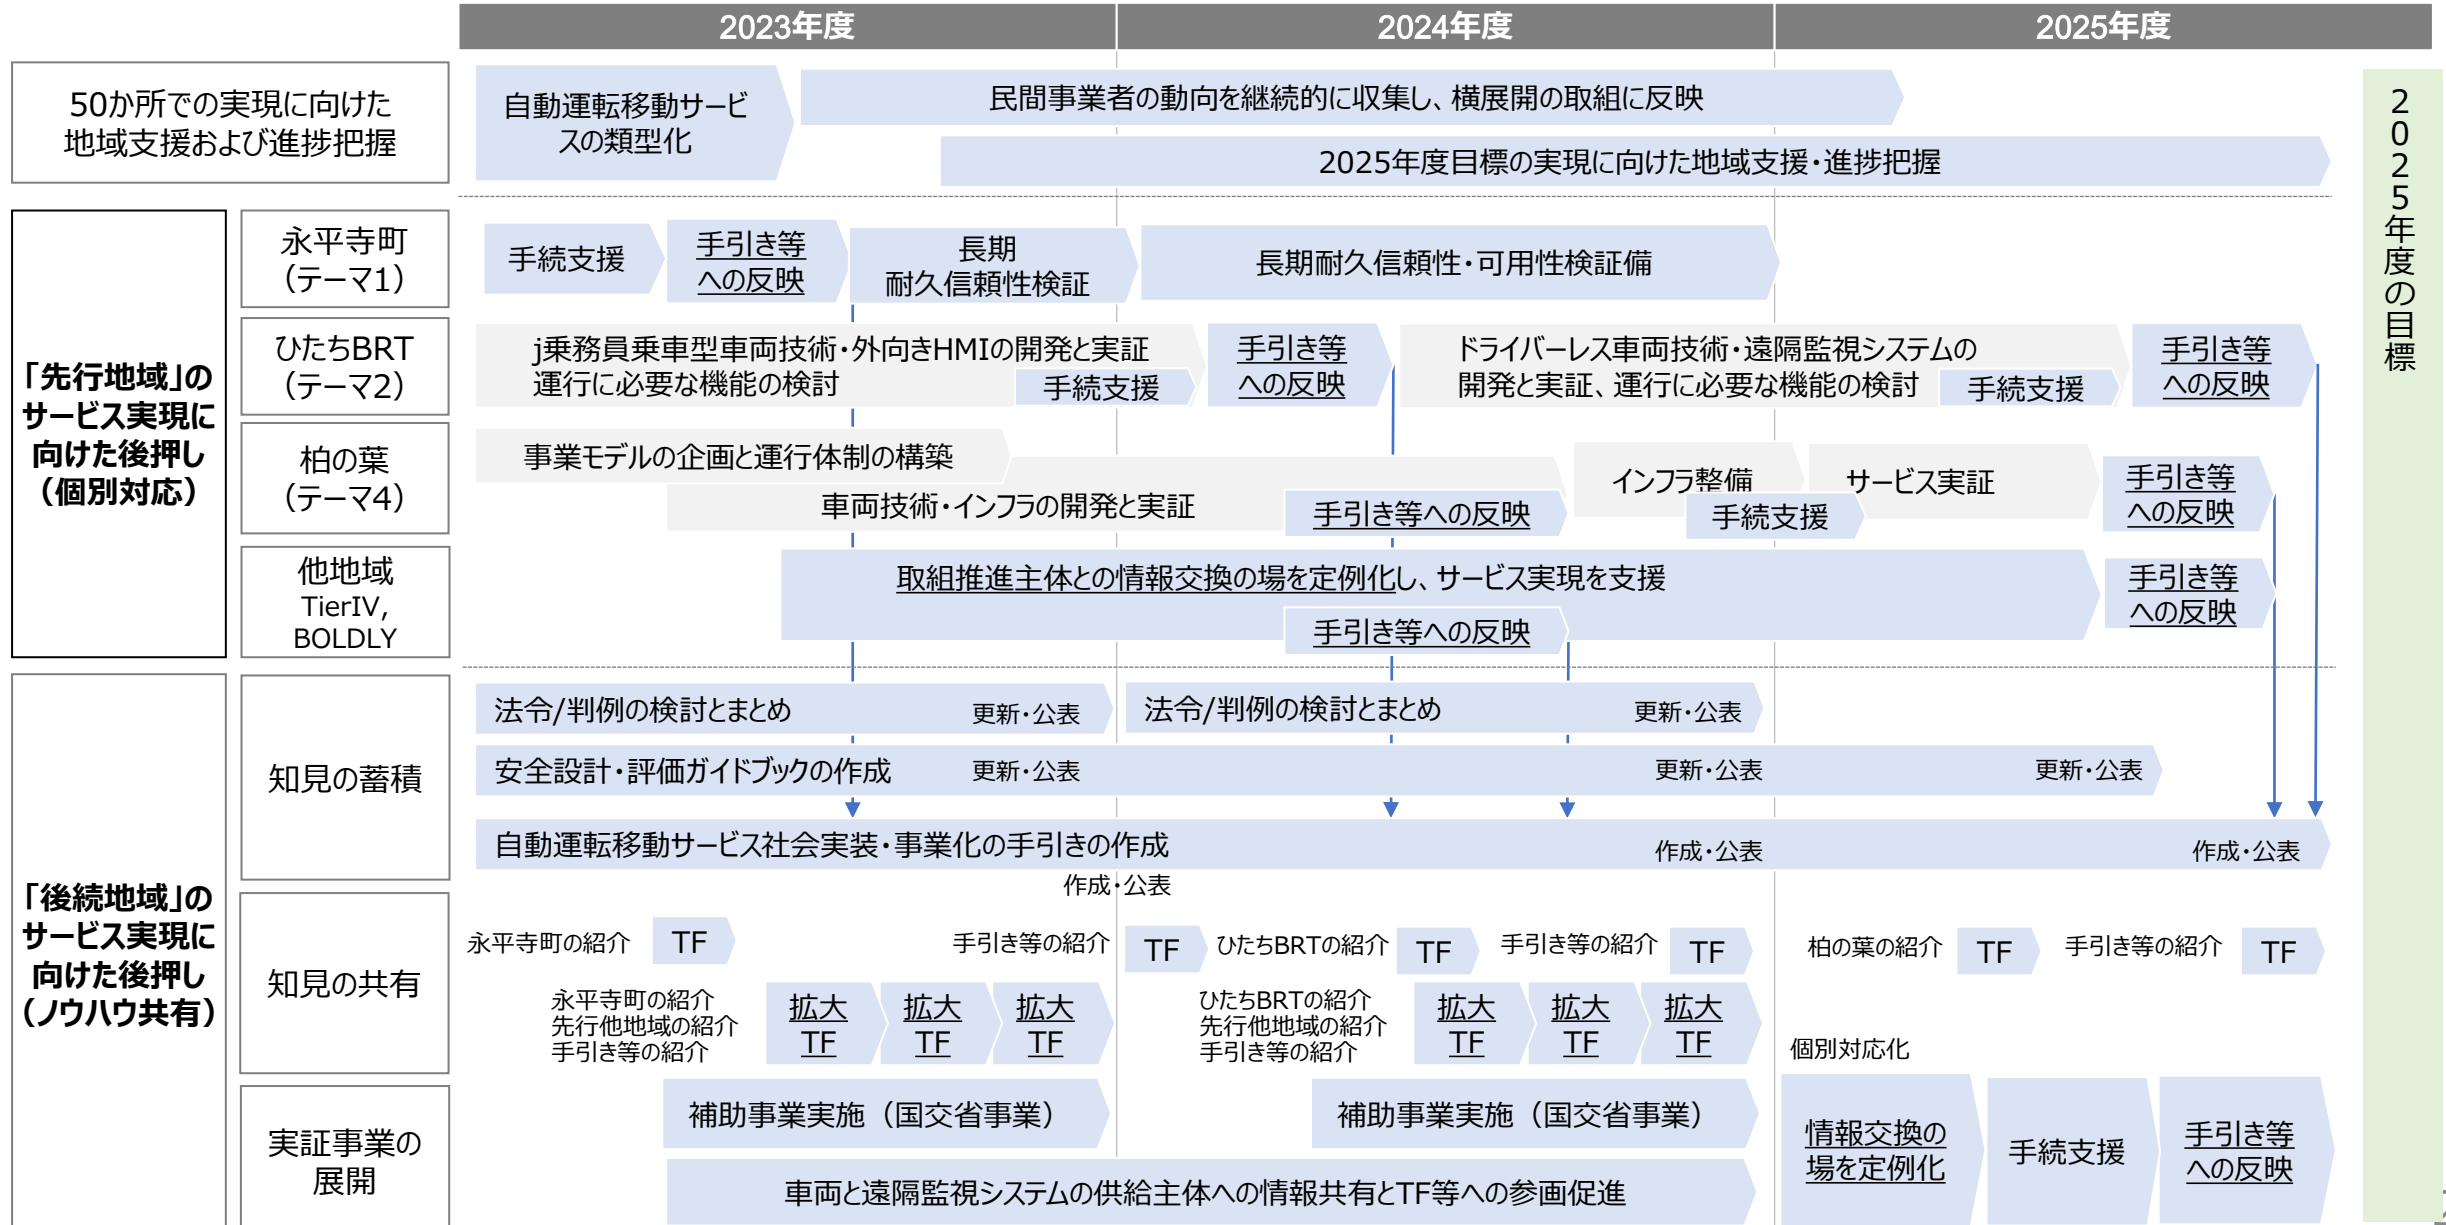 2023年度
2024年度
2025年度
50か所での実現に向けた
地域支援および進捗把握
自動運転移動サービ
スの類型化
民間事業者の動向を継続的に収集し、横展開の取組に反映
2025年度目標の実現に向けた地域支援・進捗把握
2025年度の目標
「先行地域」の
サービス実現に
向けた後押し
（個別対応）
永平寺町
（テーマ1）
手続支援
手引き等
への反映
長期
耐久信頼性検証
長期耐久信頼性・可用性検証備
ひたちBRT
（テーマ2）
j乗務員乗車型車両技術・外向きHMIの開発と実証
運行に必要な機能の検討
手続支援
手引き等
への反映
ドライバーレス車両技術・遠隔監視システムの
開発と実証、運行に必要な機能の検討
手続支援
手引き等
への反映
柏の葉
（テーマ4）
事業モデルの企画と運行体制の構築
車両技術・インフラの開発と実証
手引き等への反映
インフラ整備
手続支援
サービス実証
手引き等
への反映
他地域
TierIV,
BOLDLY
取組推進主体との情報交換の場を定例化し、サービス実現を支援
手引き等への反映
手引き等
への反映
「後続地域」の
サービス実現に
向けた後押し
（ノウハウ共有）
知見の蓄積
法令/判例の検討とまとめ 更新・公表
法令/判例の検討とまとめ 更新・公表
安全設計・評価ガイドブックの作成 更新・公表 更新・公表 更新・公表
自動運転移動サービス社会実装・事業化の手引きの作成 作成・公表 作成・公表
作成・公表
知見の共有
永平寺町の紹介 TF 手引き等の紹介 TF ひたちBRTの紹介 TF 手引き等の紹介 TF 柏の葉の紹介 TF 手引き等の紹介 TF
永平寺町の紹介
先行他地域の紹介
手引き等の紹介
拡大
TF
拡大
TF
拡大
TF
ひたちBRTの紹介
先行他地域の紹介
手引き等の紹介
拡大
TF
拡大
TF
拡大
TF
個別対応化
実証事業の
展開
補助事業実施（国交省事業）
補助事業実施（国交省事業）
車両と遠隔監視システムの供給主体への情報共有とTF等への参画促進
情報交換の
場を定例化
手続支援
手引き等
への反映